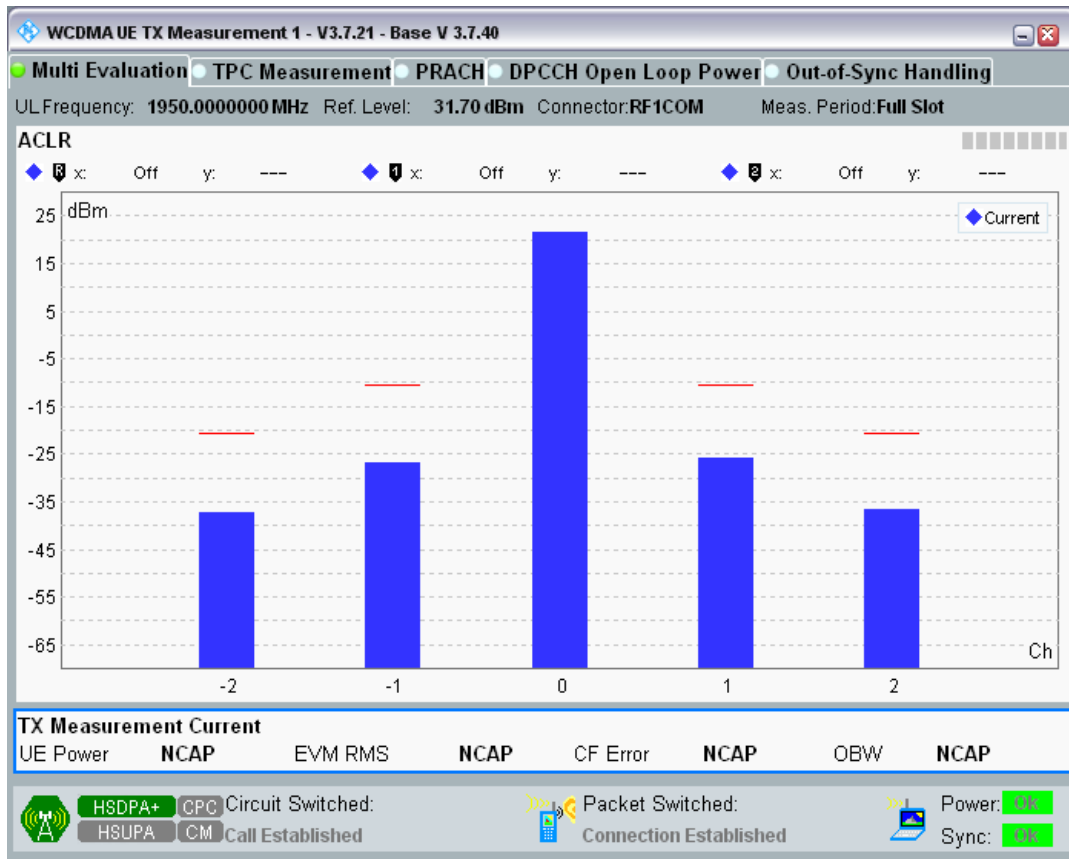 WCDMA UE TX Measurement 1 - V3.7.21 - Base V 3.7.40
Multi Evaluation TPC Measurement PRACH DPCCH Open Loop Power Out-of-Sync Handling
UL Frequency: 1950.0000000 MHz Ref. Level: 31.70 dBm Connector:RF1COM Meas. Period:Full Slot
ACLR
R x: Off y: --- 1 x: Off y: --- 2 x: Off y: ---
dBm
Current
25
15
5
-5
-15
-25
-35
-45
-55
-65
Ch
-2 -1 0 1 2
TX Measurement Current
UE Power NCAP EVM RMS NCAP CF Error NCAP OBW NCAP
HSDPA+ CPC Circuit Switched: Packet Switched: Power: Ok
HSUPA CM Call Established Connection Established Sync: Ok